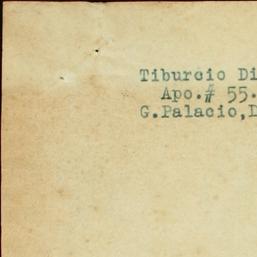 Tiburcio Di
Apo.# 55.
G.Palacio,D